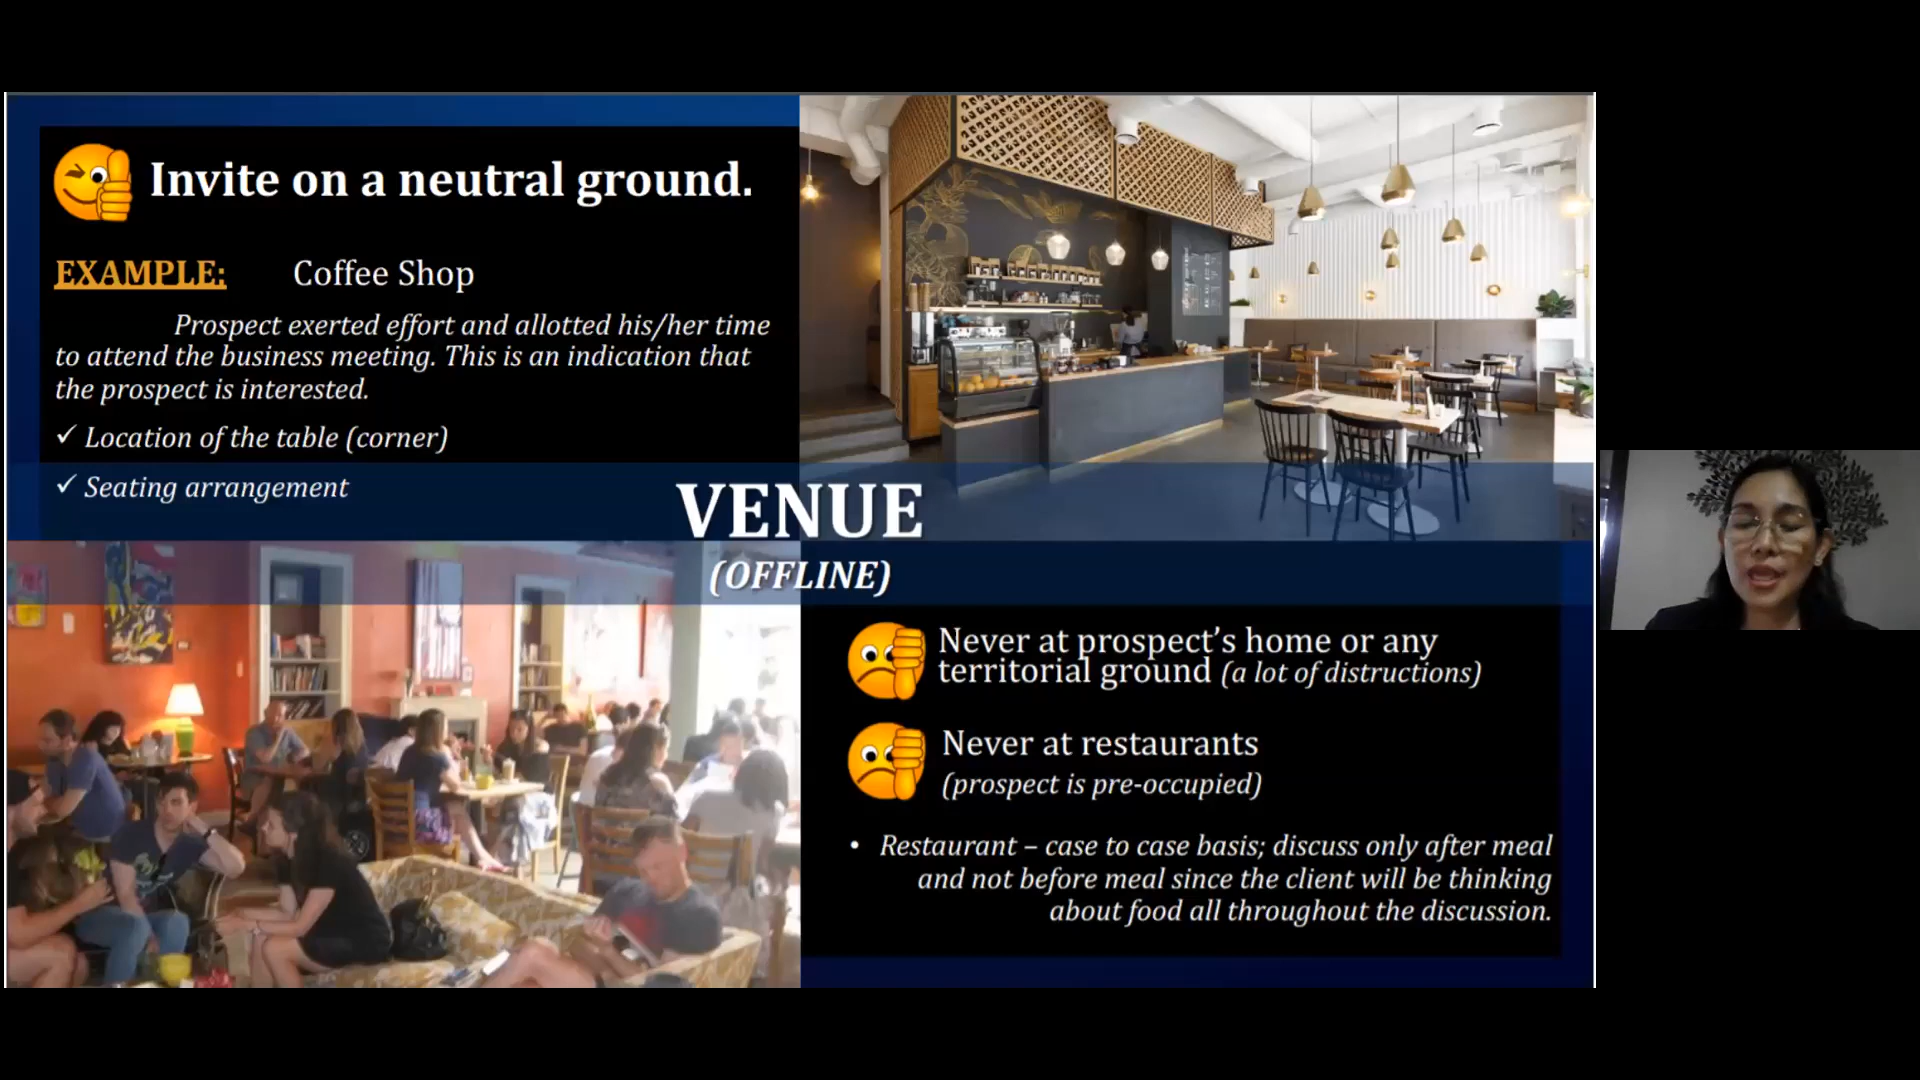 Invite on a neutral ground.
EXAMPLE: Coffee Shop
Prospect exerted effort and allotted his/her time
to attend the business meeting. This is an indication that
the prospect is interested.
✓ Location of the table (corner)
✓ Seating arrangement
VENUE
(OFFLINE)
Never at prospect's home or any
territorial ground (a lot of distructions)
Never at restaurants
(prospect is pre-occupied)
• Restaurant – case to case basis; discuss only after meal
and not before meal since the client will be thinking
about food all throughout the discussion.